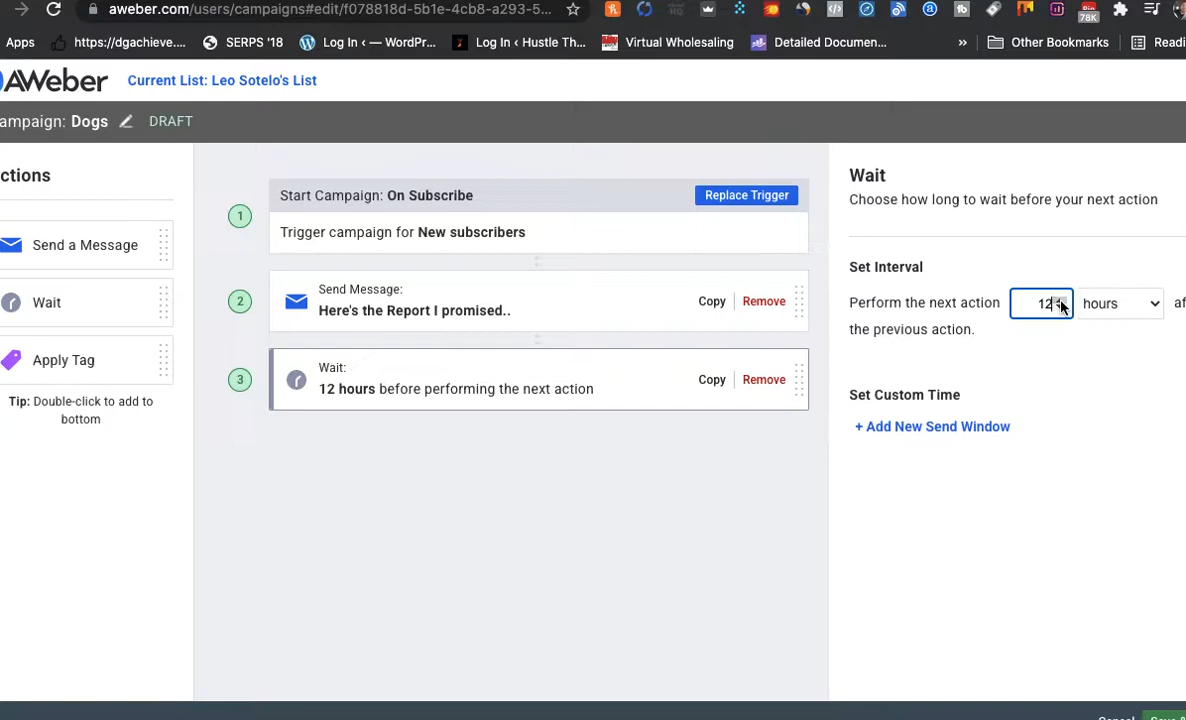 aweber.com/users/campaigns#edit/f078818d-5b1e-4cb8-a293-5...
78K
Apps https://dgachieve.... SERPS '18 Log In ‹ — WordPr... Log In ‹ Hustle Th... Virtual Wholesaling Detailed Documen... » Other Bookmarks Readi
AWeber Current List: Leo Sotelo's List
ampaign: Dogs DRAFT
ctions
Send a Message
Wait
Apply Tag
Tip: Double-click to add to
bottom
1
Start Campaign: On Subscribe Replace Trigger
Trigger campaign for New subscribers
2
Send Message:
Here's the Report I promised.. Copy Remove
3
Wait:
12 hours before performing the next action Copy Remove
Wait
Choose how long to wait before your next action
Set Interval
Perform the next action 12 hours af
the previous action.
Set Custom Time
+ Add New Send Window